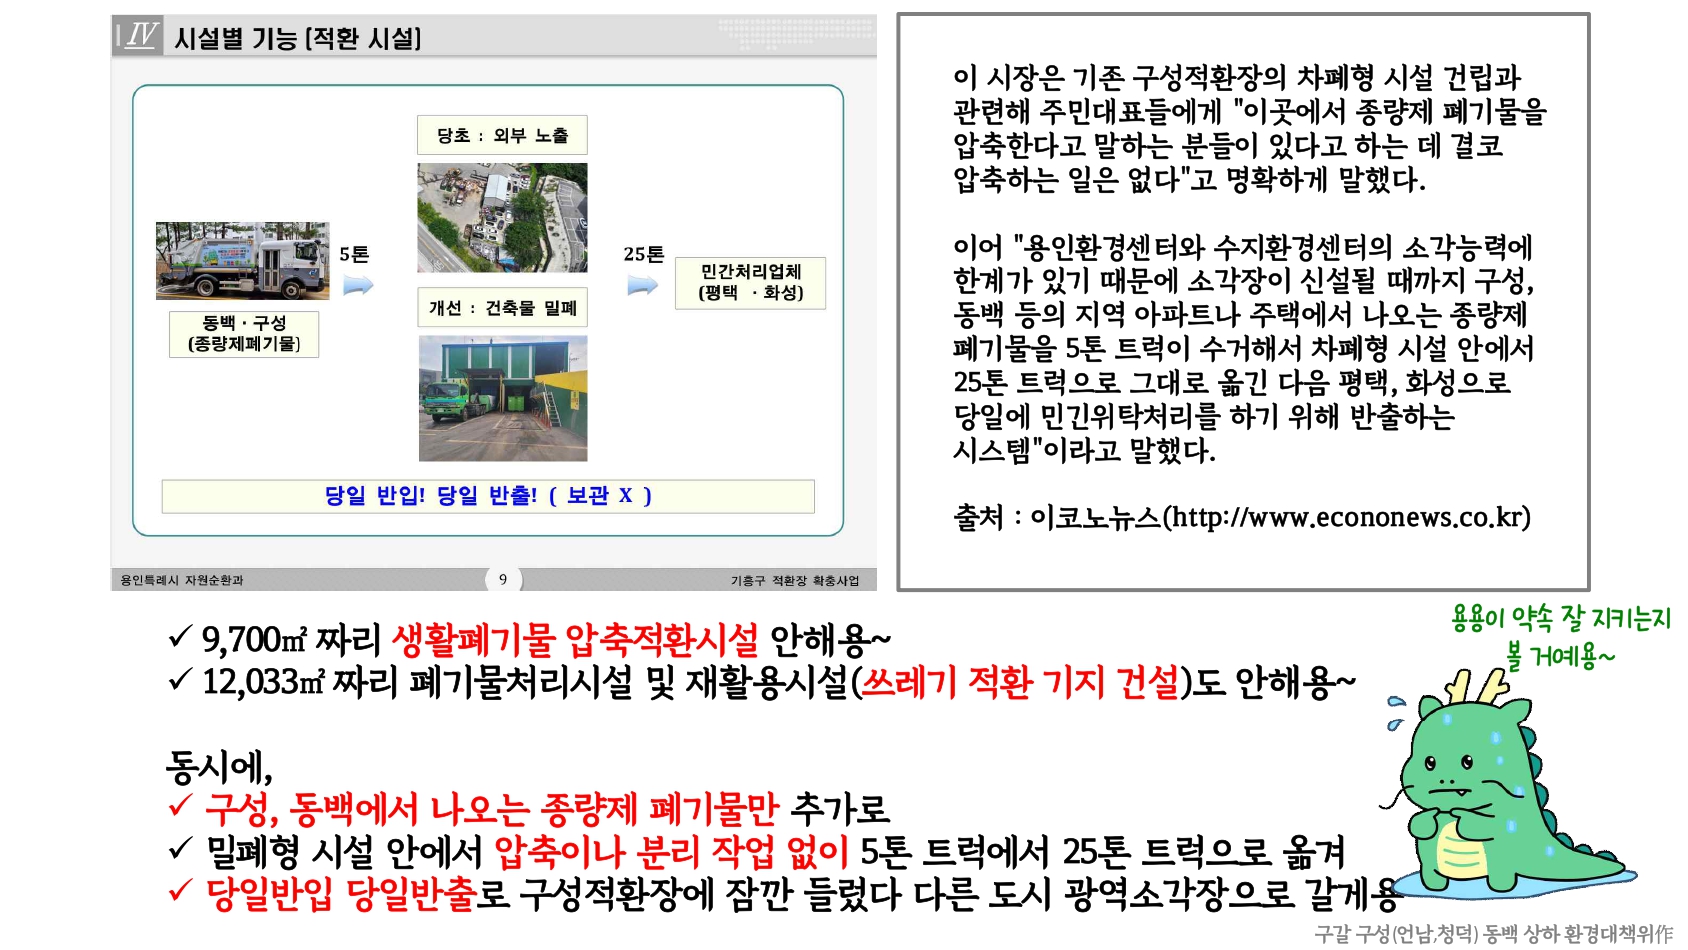 IV 시설별 기능 (적환 시설)
당초 : 외부 노출
5톤
25톤
민간처리업체
(평택 · 화성)
개선 : 건축물 밀폐
동백 · 구성
(종량제폐기물)
당일 반입! 당일 반출! ( 보관 X )
용인특례시 자원순환과
9
기흥구 적환장 확충사업
이 시장은 기존 구성적환장의 차폐형 시설 건립과
관련해 주민대표들에게 "이곳에서 종량제 폐기물을
압축한다고 말하는 분들이 있다고 하는 데 결코
압축하는 일은 없다"고 명확하게 말했다.
이어 "용인환경센터와 수지환경센터의 소각능력에
한계가 있기 때문에 소각장이 신설될 때까지 구성,
동백 등의 지역 아파트나 주택에서 나오는 종량제
폐기물을 5톤 트럭이 수거해서 차폐형 시설 안에서
25톤 트럭으로 그대로 옮긴 다음 평택, 화성으로
당일에 민긴위탁처리를 하기 위해 반출하는
시스템"이라고 말했다.
출처 : 이코노뉴스(http://www.econonews.co.kr)
용용이 약속 잘 지키는지
볼 거예용~
✓ 9,700㎡ 짜리 생활폐기물 압축적환시설 안해용~
✓ 12,033㎡ 짜리 폐기물처리시설 및 재활용시설(쓰레기 적환 기지 건설)도 안해용~
동시에,
✓ 구성, 동백에서 나오는 종량제 폐기물만 추가로
✓ 밀폐형 시설 안에서 압축이나 분리 작업 없이 5톤 트럭에서 25톤 트럭으로 옮겨
✓ 당일반입 당일반출로 구성적환장에 잠깐 들렀다 다른 도시 광역소각장으로 갈게용
구갈 구성(언남,청덕) 동백 상하 환경대책위作